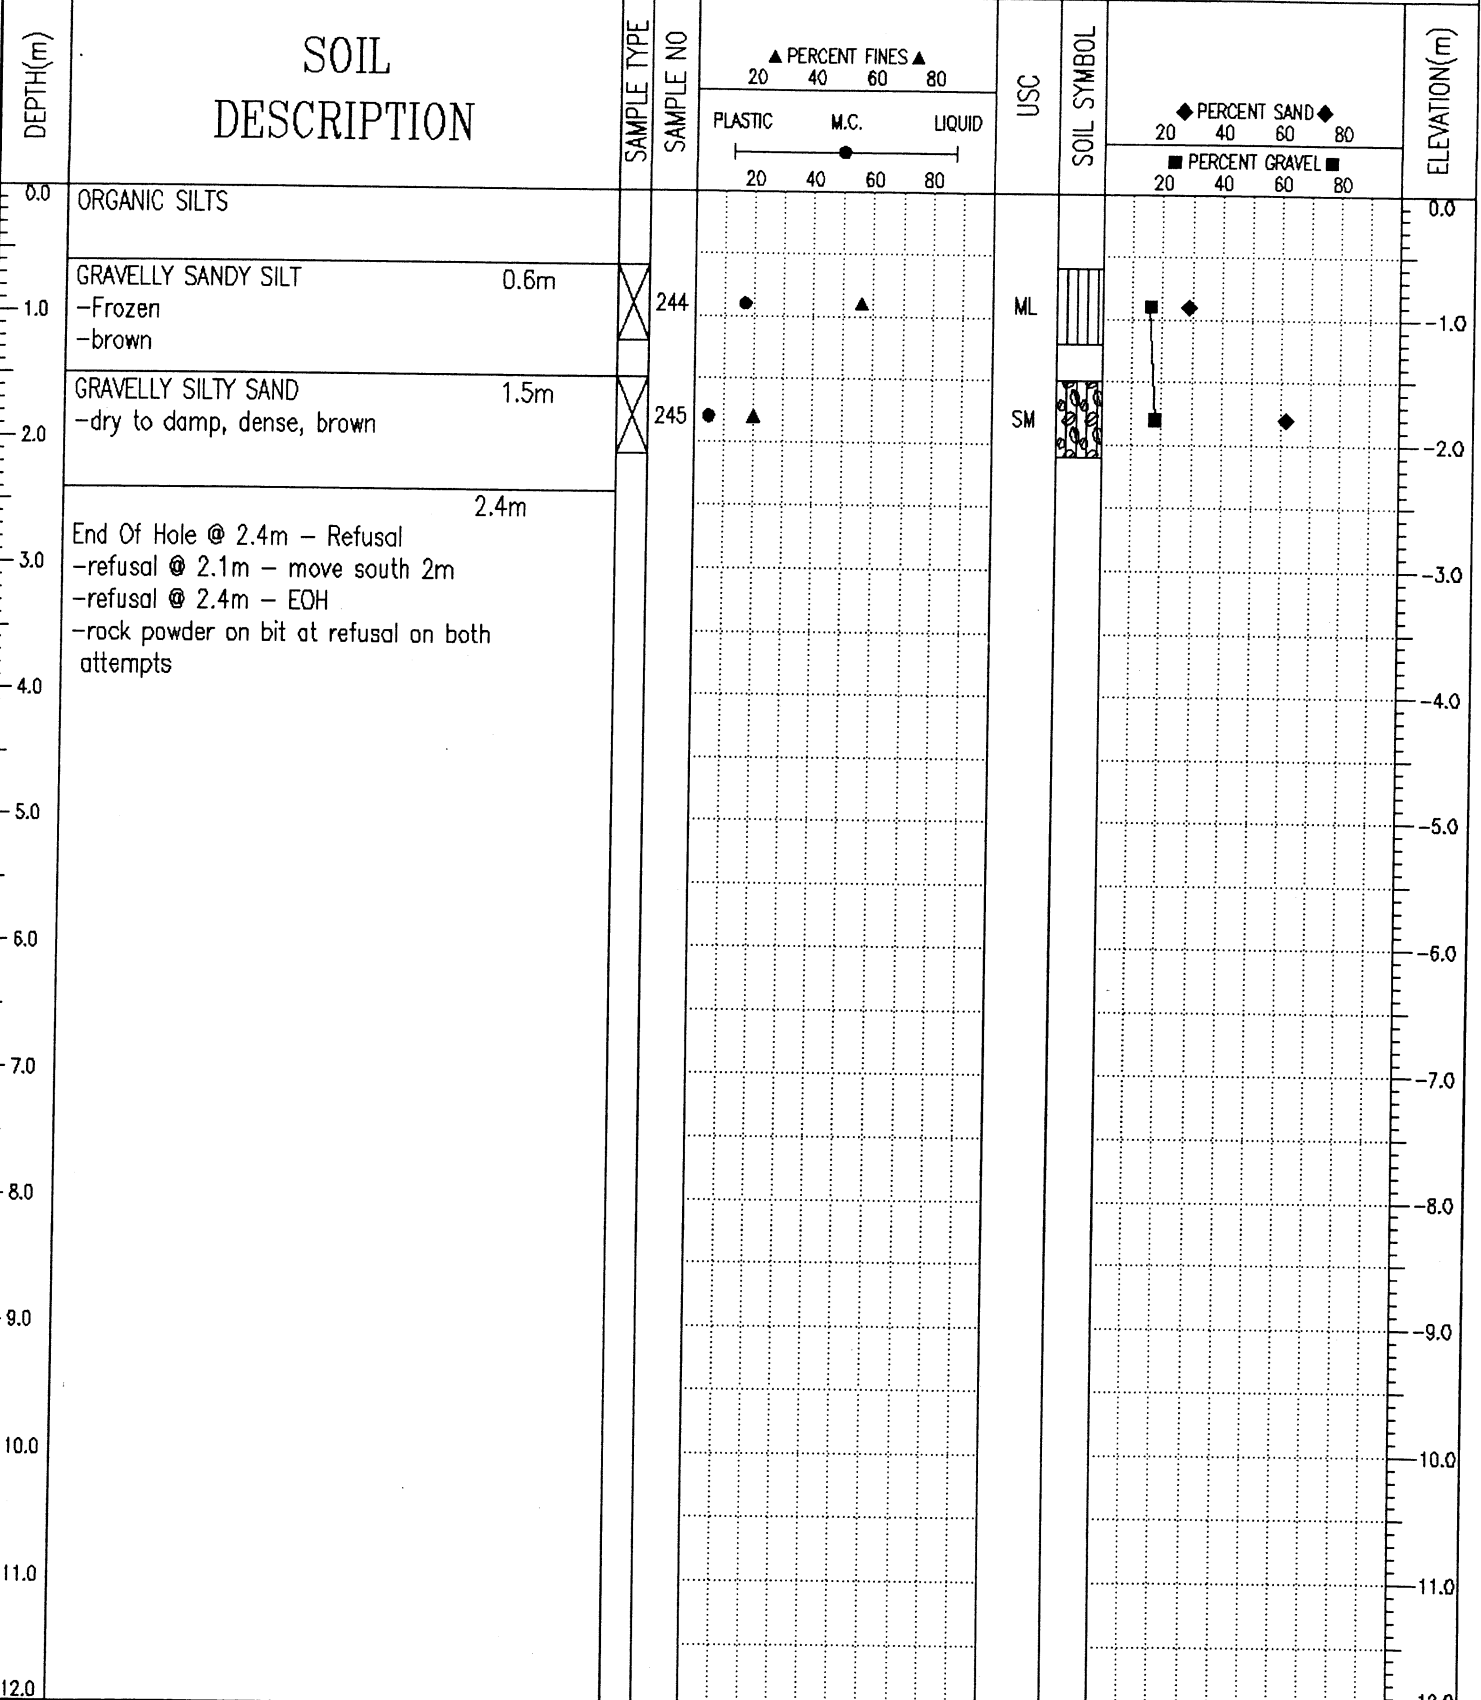 DEPTH(m)
SOIL
DESCRIPTION
SAMPLE TYPE
SAMPLE NO
▲ PERCENT FINES ▲
20 40 60 80
PLASTIC M.C. LIQUID
20 40 60 80
USC
SOIL SYMBOL
◆ PERCENT SAND ◆
20 40 60 80
■ PERCENT GRAVEL ■
20 40 60 80
ELEVATION(m)
0.0
ORGANIC SILTS
0.0
GRAVELLY SANDY SILT 0.6m
-Frozen
-brown
1.0
244
ML
-1.0
GRAVELLY SILTY SAND 1.5m
-dry to damp, dense, brown
245
SM
2.0
-2.0
2.4m
End Of Hole @ 2.4m - Refusal
-refusal @ 2.1m - move south 2m
-refusal @ 2.4m - EOH
-rock powder on bit at refusal on both
attempts
3.0
-3.0
4.0
-4.0
5.0
-5.0
6.0
-6.0
7.0
-7.0
8.0
-8.0
9.0
-9.0
10.0
-10.0
11.0
-11.0
12.0